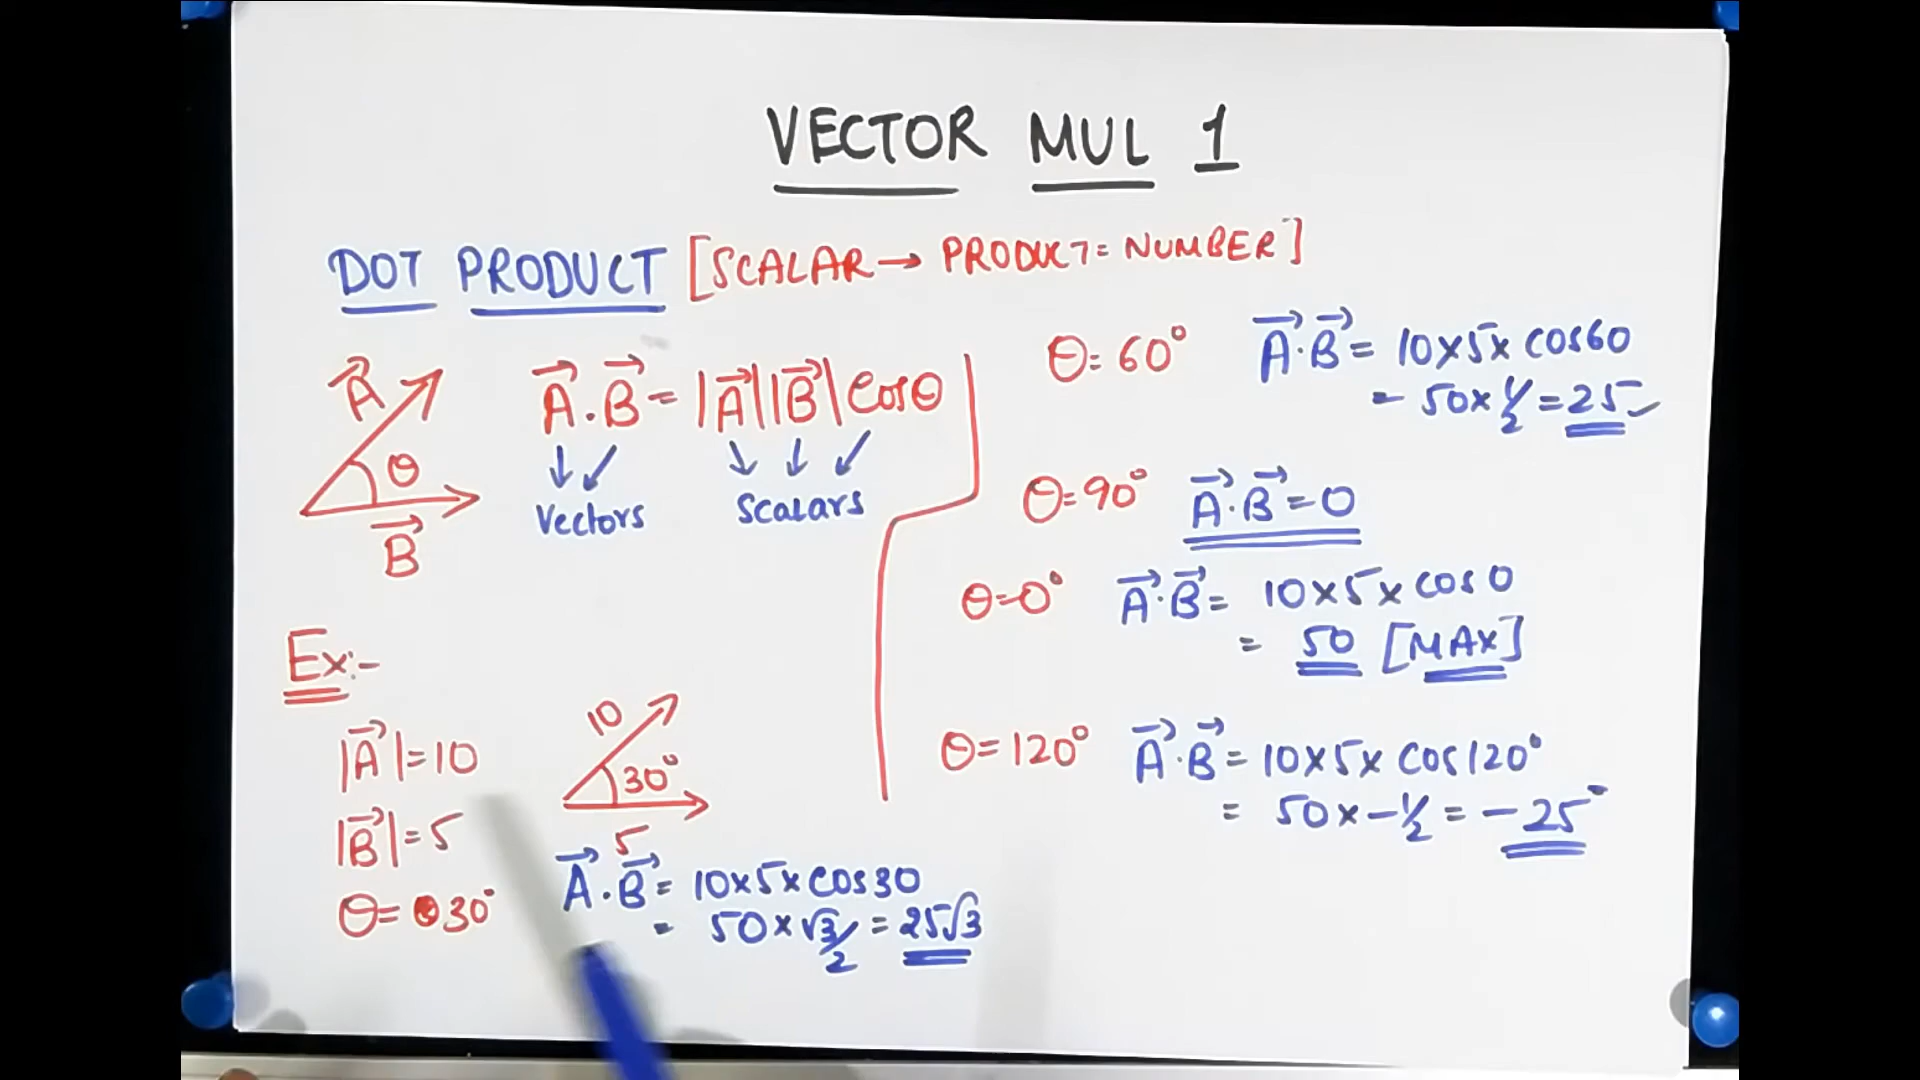 VECTOR MUL 1
DOT PRODUCT [SCALAR → PRODUCT = NUMBER]
A
θ
B
A . B = |A||B| Cosθ
Vectors
Scalars
Ex:-
|A| = 10
|B| = 5
θ = 30°
10
30°
5
A . B = 10 x 5 x Cos30
= 50 x √3/2 = 25√3
θ = 60° A . B = 10 x 5 x Cos60
= 50 x 1/2 = 25
θ = 90° A . B = 0
θ = 0° A . B = 10 x 5 x Cos 0
= 50 [MAX]
θ = 120° A . B = 10 x 5 x Cos120°
= 50 x -1/2 = -25